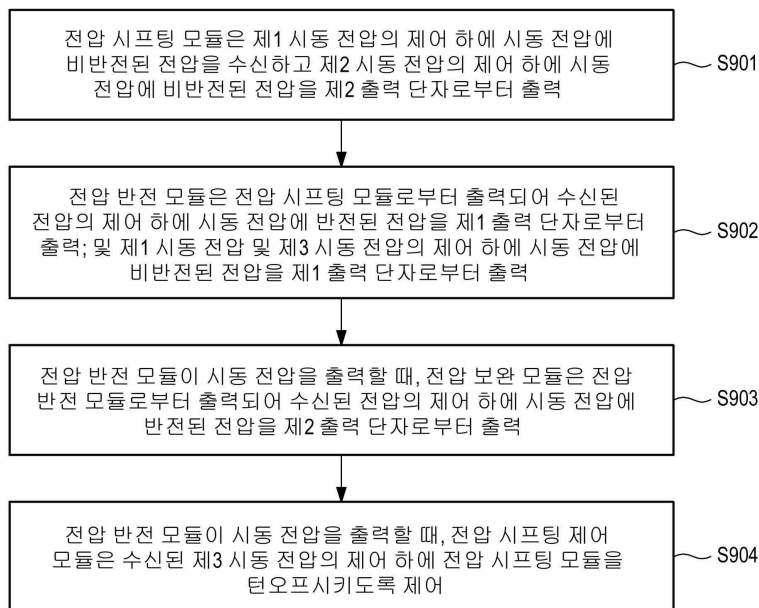 전압 시프팅 모듈은 제1 시동 전압의 제어 하에 시동 전압에
비반전된 전압을 수신하고 제2 시동 전압의 제어 하에 시동
전압에 비반전된 전압을 제2 출력 단자로부터 출력
S901
전압 반전 모듈은 전압 시프팅 모듈로부터 출력되어 수신된
전압의 제어 하에 시동 전압에 반전된 전압을 제1 출력 단자로부터
출력; 및 제1 시동 전압 및 제3 시동 전압의 제어 하에 시동 전압에
비반전된 전압을 제1 출력 단자로부터 출력
S902
전압 반전 모듈이 시동 전압을 출력할 때, 전압 보완 모듈은 전압
반전 모듈로부터 출력되어 수신된 전압의 제어 하에 시동 전압에
반전된 전압을 제2 출력 단자로부터 출력
S903
전압 반전 모듈이 시동 전압을 출력할 때, 전압 시프팅 제어
모듈은 수신된 제3 시동 전압의 제어 하에 전압 시프팅 모듈을
턴오프시키도록 제어
S904